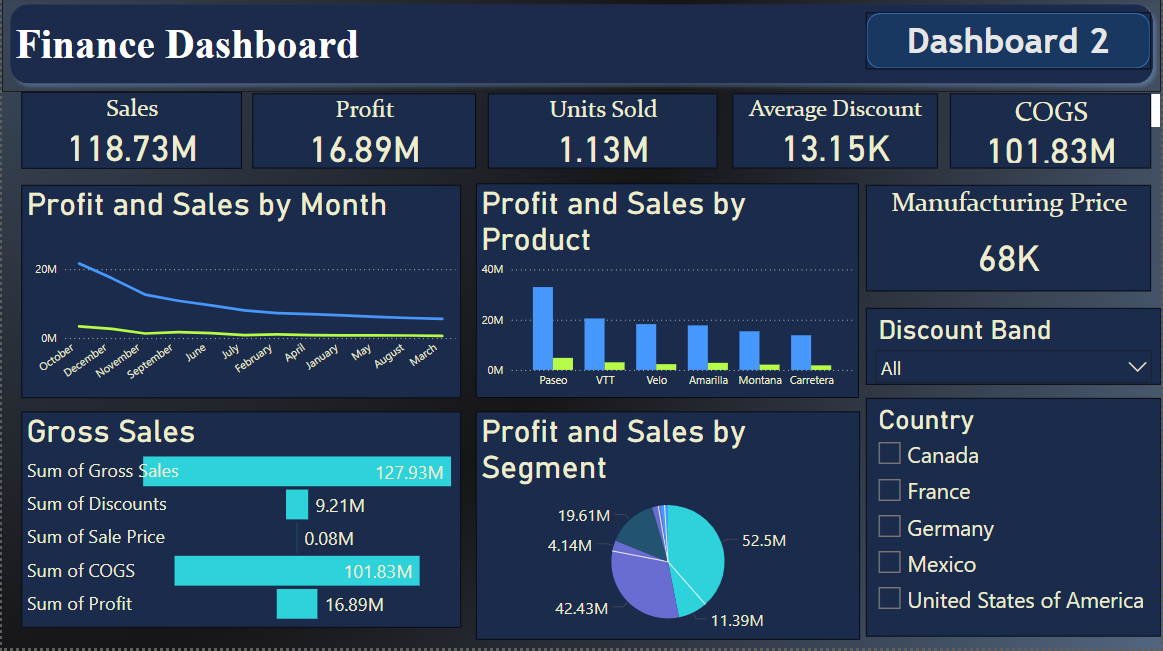 Finance Dashboard
Dashboard 2
Sales
118.73M
Profit
16.89M
Units Sold
1.13M
Average Discount
13.15K
COGS
101.83M
Profit and Sales by Month
20M
0M
October
December
November
September
June
July
February
April
January
May
August
March
Profit and Sales by
Product
40M
20M
0M
Paseo
VTT
Velo
Amarilla
Montana
Carretera
Manufacturing Price
68K
Discount Band
All
Gross Sales
Sum of Gross Sales
127.93M
Sum of Discounts
9.21M
Sum of Sale Price
0.08M
Sum of COGS
101.83M
Sum of Profit
16.89M
Profit and Sales by
Segment
19.61M
4.14M
42.43M
52.5M
11.39M
Country
Canada
France
Germany
Mexico
United States of America